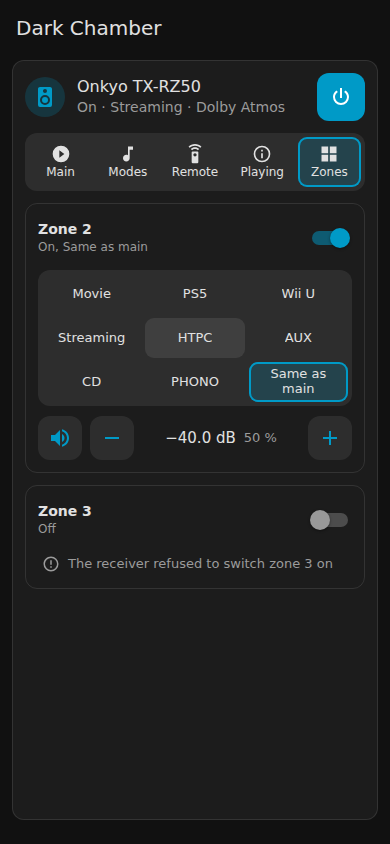 Dark Chamber
Onkyo TX-RZ50
On · Streaming · Dolby Atmos
Main
Modes
Remote
Playing
Zones
Zone 2
On, Same as main
Movie
PS5
Wii U
Streaming
HTPC
AUX
CD
PHONO
Same as
main
−40.0 dB 50 %
Zone 3
Off
The receiver refused to switch zone 3 on